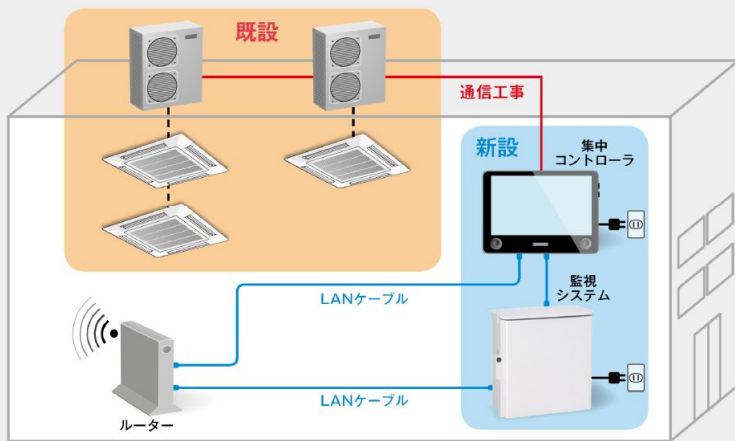 既設
通信工事
新設
集中
コントローラ
監視
システム
LANケーブル
LANケーブル
ルーター